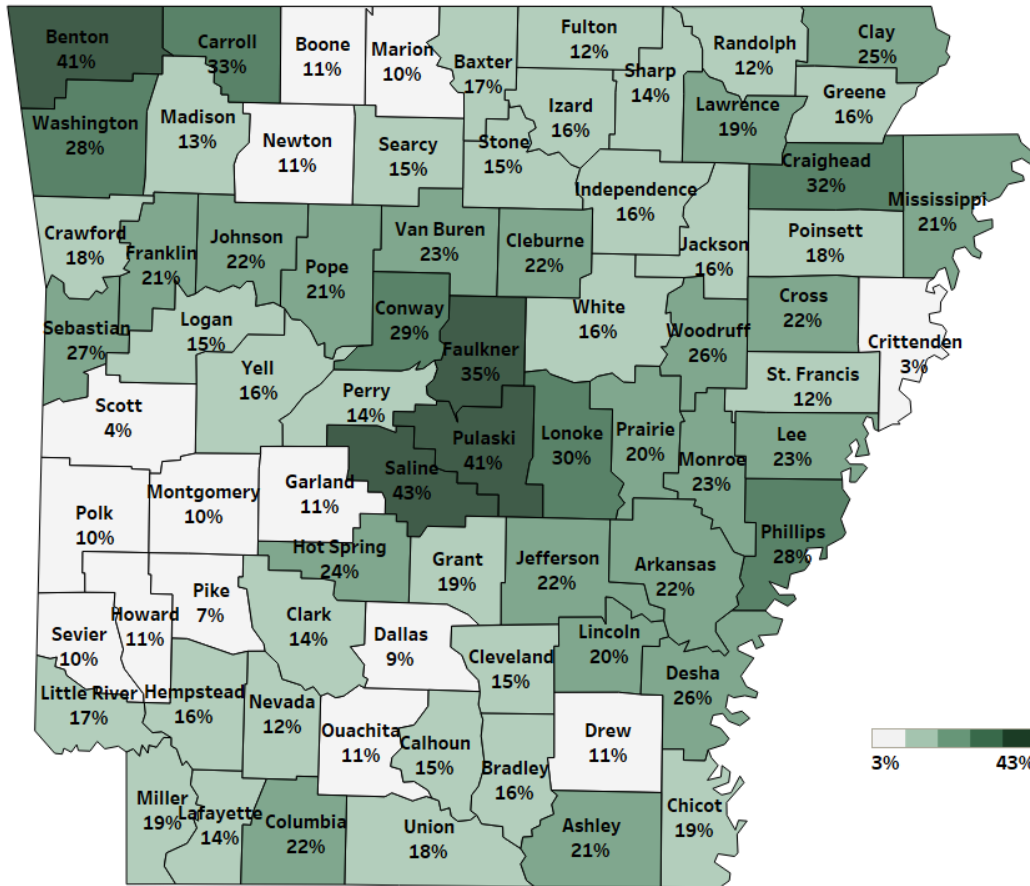 Benton
41%
Carroll
33%
Boone
11%
Marion
10%
Baxter
17%
Fulton
12%
Sharp
14%
Randolph
12%
Clay
25%
Washington
28%
Madison
13%
Newton
11%
Searcy
15%
Stone
15%
Izard
16%
Lawrence
19%
Greene
16%
Craighead
32%
Mississippi
21%
Independence
16%
Jackson
16%
Poinsett
18%
Crawford
18%
Franklin
21%
Johnson
22%
Pope
21%
Van Buren
23%
Cleburne
22%
White
16%
Woodruff
26%
Cross
22%
Crittenden
3%
Sebastian
27%
Logan
15%
Conway
29%
Faulkner
35%
St. Francis
12%
Scott
4%
Yell
16%
Perry
14%
Pulaski
41%
Lonoke
30%
Prairie
20%
Monroe
23%
Lee
23%
Saline
43%
Garland
11%
Montgomery
10%
Polk
10%
Phillips
28%
Hot Spring
24%
Grant
19%
Jefferson
22%
Arkansas
22%
Pike
7%
Howard
11%
Sevier
10%
Clark
14%
Dallas
9%
Cleveland
15%
Lincoln
20%
Desha
26%
Little River
17%
Hempstead
16%
Nevada
12%
Ouachita
11%
Calhoun
15%
Bradley
16%
Drew
11%
Miller
19%
Lafayette
14%
Columbia
22%
Union
18%
Ashley
21%
Chicot
19%
3% 43%